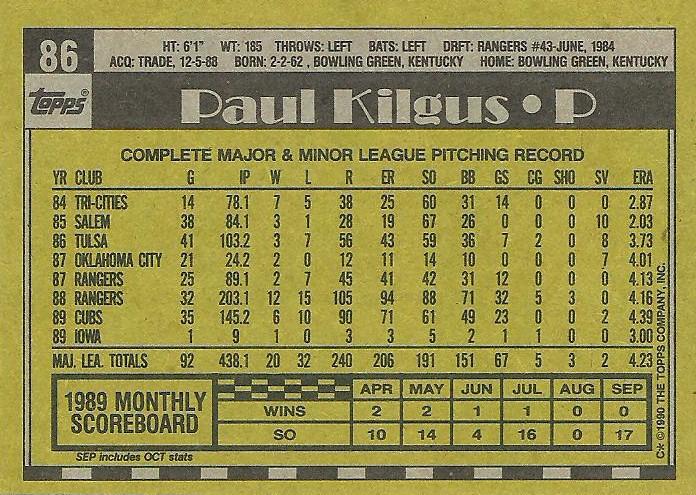 86
HT: 6'1" WT: 185 THROWS: LEFT BATS: LEFT DRFT: RANGERS #43-JUNE, 1984
ACQ: TRADE, 12-5-88 BORN: 2-2-62, BOWLING GREEN, KENTUCKY HOME: BOWLING GREEN, KENTUCKY
Topps®
Paul Kilgus • P
COMPLETE MAJOR & MINOR LEAGUE PITCHING RECORD
YR CLUB G IP W L R ER SO BB GS CG SHO SV ERA
84 TRI-CITIES 14 78.1 7 5 38 25 60 31 14 0 0 0 2.87
85 SALEM 38 84.1 3 1 28 19 67 26 0 0 0 10 2.03
86 TULSA 41 103.2 3 7 56 43 59 36 7 2 0 8 3.73
87 OKLAHOMA CITY 21 24.2 2 0 12 11 14 10 0 0 0 7 4.01
87 RANGERS 25 89.1 2 7 45 41 42 31 12 0 0 0 4.13
88 RANGERS 32 203.1 12 15 105 94 88 71 32 5 3 0 4.16
89 CUBS 35 145.2 6 10 90 71 61 49 23 0 0 2 4.39
89 IOWA 1 9 1 0 3 3 5 2 1 1 0 0 3.00
MAJ. LEA. TOTALS 92 438.1 20 32 240 206 191 151 67 5 3 2 4.23
1989 MONTHLY SCOREBOARD
APR MAY JUN JUL AUG SEP
WINS 2 2 1 1 0 0
SO 10 14 4 16 0 17
SEP includes OCT stats
C* ©1990 THE TOPPS COMPANY, INC.